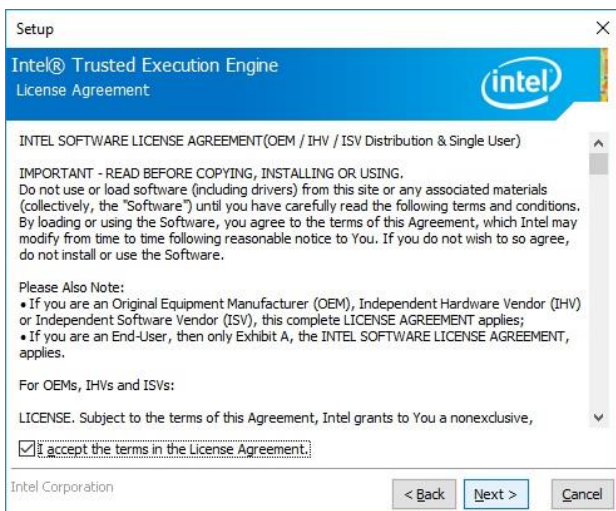 Setup
Intel® Trusted Execution Engine
License Agreement
intel
INTEL SOFTWARE LICENSE AGREEMENT(OEM / IHV / ISV Distribution & Single User)
IMPORTANT - READ BEFORE COPYING, INSTALLING OR USING.
Do not use or load software (including drivers) from this site or any associated materials
(collectively, the "Software") until you have carefully read the following terms and conditions.
By loading or using the Software, you agree to the terms of this Agreement, which Intel may
modify from time to time following reasonable notice to You. If you do not wish to so agree,
do not install or use the Software.
Please Also Note:
• If you are an Original Equipment Manufacturer (OEM), Independent Hardware Vendor (IHV)
or Independent Software Vendor (ISV), this complete LICENSE AGREEMENT applies;
• If you are an End-User, then only Exhibit A, the INTEL SOFTWARE LICENSE AGREEMENT,
applies.
For OEMs, IHVs and ISVs:
LICENSE. Subject to the terms of this Agreement, Intel grants to You a nonexclusive,
I accept the terms in the License Agreement.
Intel Corporation
< Back Next > Cancel